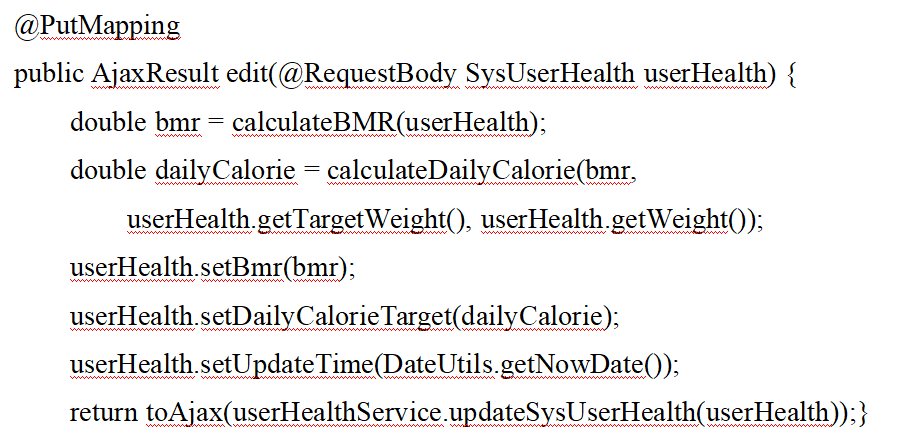 @PutMapping
public AjaxResult edit(@RequestBody SysUserHealth userHealth) {
double bmr = calculateBMR(userHealth);
double dailyCalorie = calculateDailyCalorie(bmr,
userHealth.getTargetWeight(), userHealth.getWeight());
userHealth.setBmr(bmr);
userHealth.setDailyCalorieTarget(dailyCalorie);
userHealth.setUpdateTime(DateUtils.getNowDate());
return toAjax(userHealthService.updateSysUserHealth(userHealth));}